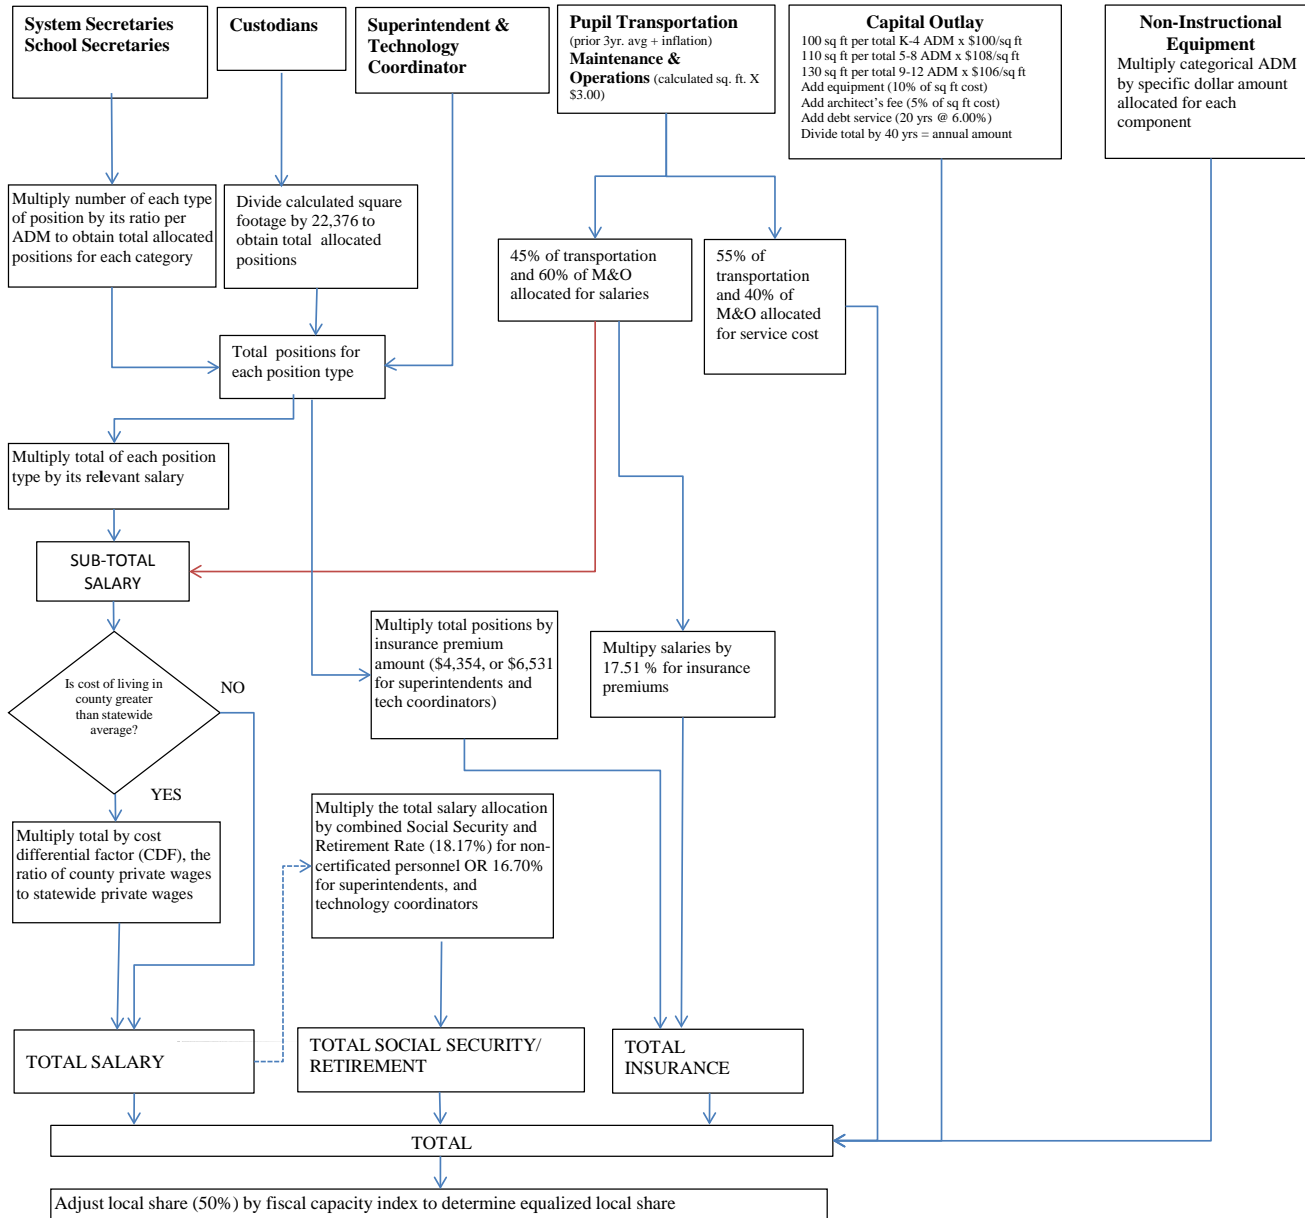 System Secretaries
School Secretaries
Custodians
Superintendent &
Technology
Coordinator
Pupil Transportation
(prior 3yr. avg + inflation)
Maintenance &
Operations (calculated sq. ft. X
$3.00)
Capital Outlay
100 sq ft per total K-4 ADM x $100/sq ft
110 sq ft per total 5-8 ADM x $108/sq ft
130 sq ft per total 9-12 ADM x $106/sq ft
Add equipment (10% of sq ft cost)
Add architect's fee (5% of sq ft cost)
Add debt service (20 yrs @ 6.00%)
Divide total by 40 yrs = annual amount
Non-Instructional
Equipment
Multiply categorical ADM
by specific dollar amount
allocated for each
component
Multiply number of each type
of position by its ratio per
ADM to obtain total allocated
positions for each category
Divide calculated square
footage by 22,376 to
obtain total allocated
positions
45% of transportation
and 60% of M&O
allocated for salaries
55% of
transportation
and 40% of
M&O allocated
for service cost
Total positions for
each position type
Multiply total of each position
type by its relevant salary
SUB-TOTAL
SALARY
Multiply total positions by
insurance premium
amount ($4,354, or $6,531
for superintendents and
tech coordinators)
Multipy salaries by
17.51 % for insurance
premiums
Is cost of living in
county greater
than statewide
average?
NO
YES
Multiply total by cost
differential factor (CDF), the
ratio of county private wages
to statewide private wages
Multiply the total salary allocation
by combined Social Security and
Retirement Rate (18.17%) for non-
certificated personnel OR 16.70%
for superintendents, and
technology coordinators
TOTAL SALARY
TOTAL SOCIAL SECURITY/
RETIREMENT
TOTAL
INSURANCE
TOTAL
Adjust local share (50%) by fiscal capacity index to determine equalized local share